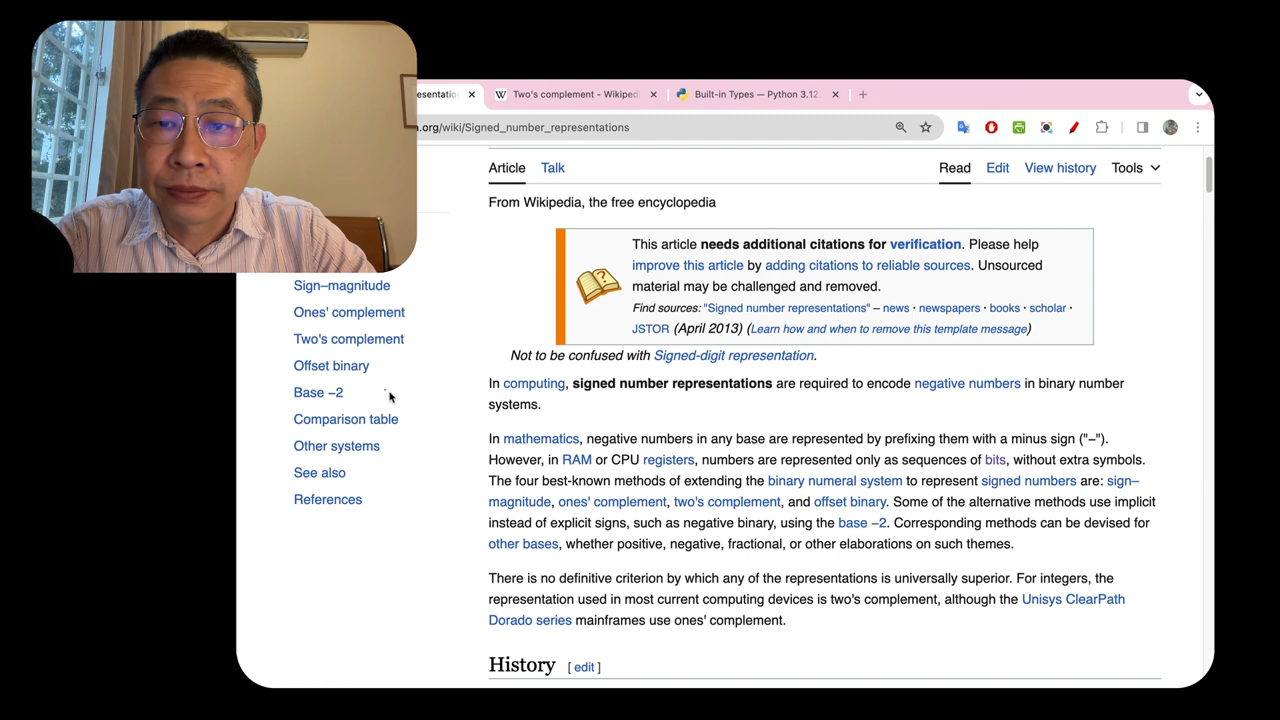 esentatio
Two's complement - Wikiped
Built-in Types — Python 3.12.
n.org/wiki/Signed_number_representations
Article
Talk
Read
Edit
View history
Tools
From Wikipedia, the free encyclopedia
This article needs additional citations for verification. Please help
improve this article by adding citations to reliable sources. Unsourced
material may be challenged and removed.
Find sources: "Signed number representations" – news · newspapers · books · scholar ·
JSTOR (April 2013) (Learn how and when to remove this template message)
Sign–magnitude
Ones' complement
Two's complement
Offset binary
Base −2
Comparison table
Other systems
See also
References
Not to be confused with Signed-digit representation.
In computing, signed number representations are required to encode negative numbers in binary number
systems.
In mathematics, negative numbers in any base are represented by prefixing them with a minus sign ("−").
However, in RAM or CPU registers, numbers are represented only as sequences of bits, without extra symbols.
The four best-known methods of extending the binary numeral system to represent signed numbers are: sign–
magnitude, ones' complement, two's complement, and offset binary. Some of the alternative methods use implicit
instead of explicit signs, such as negative binary, using the base −2. Corresponding methods can be devised for
other bases, whether positive, negative, fractional, or other elaborations on such themes.
There is no definitive criterion by which any of the representations is universally superior. For integers, the
representation used in most current computing devices is two's complement, although the Unisys ClearPath
Dorado series mainframes use ones' complement.
History [ edit ]